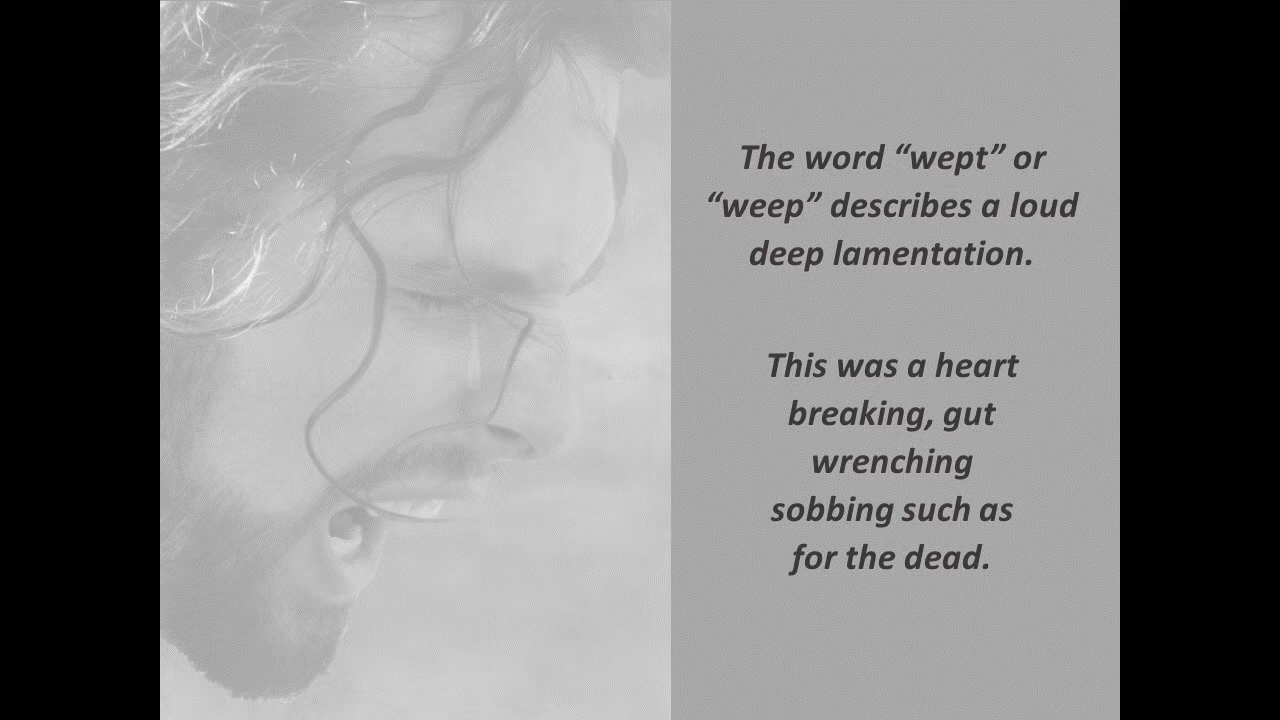 The word “wept” or
“weep” describes a loud
deep lamentation.
This was a heart
breaking, gut
wrenching
sobbing such as
for the dead.